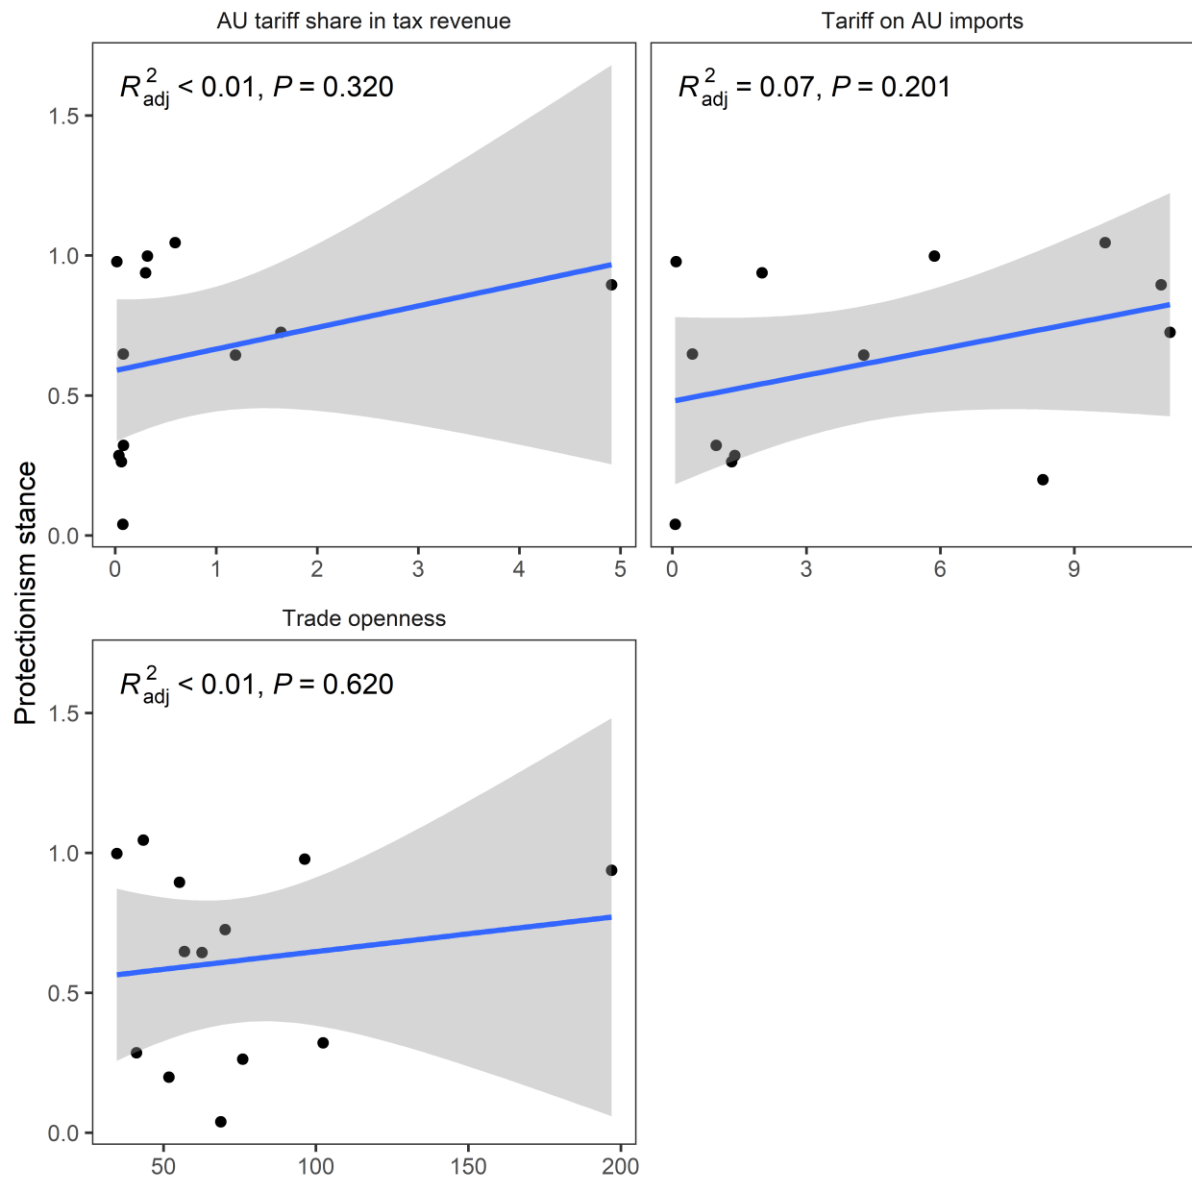 AU tariff share in tax revenue
Tariff on AU imports
R²adj < 0.01, P = 0.320
R²adj = 0.07, P = 0.201
1.5
1.0
0.5
0.0
0 1 2 3 4 5
0 3 6 9
Protectionism stance
Trade openness
R²adj < 0.01, P = 0.620
1.5
1.0
0.5
0.0
50 100 150 200